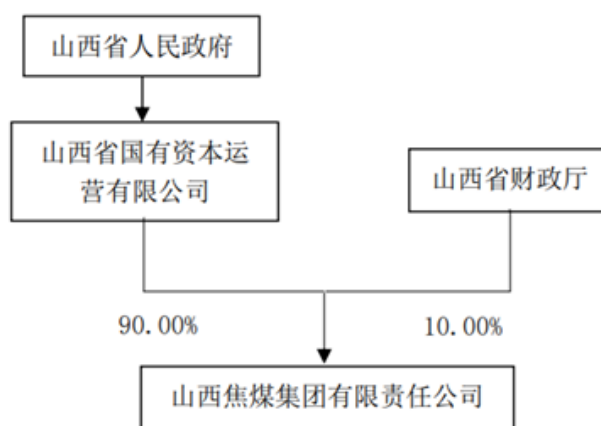 山西省人民政府
山西省国有资本运
营有限公司
山西省财政厅
90.00%
10.00%
山西焦煤集团有限责任公司